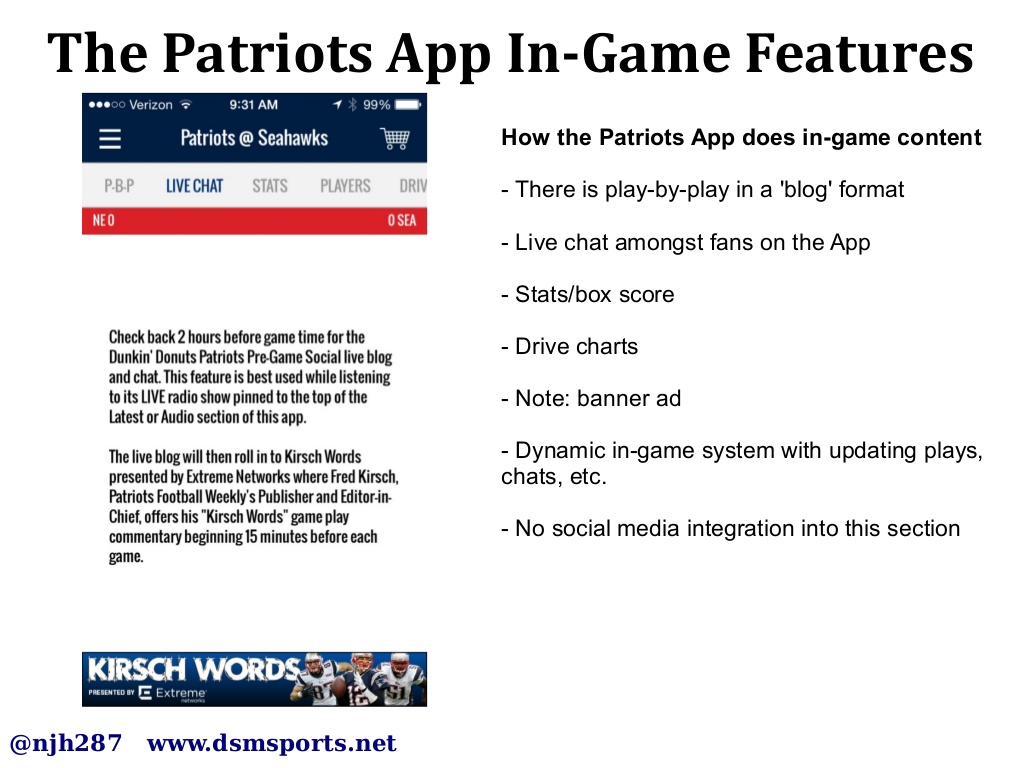 The Patriots App In-Game Features
Verizon 9:31 AM 99%
Patriots @ Seahawks
P-B-P LIVE CHAT STATS PLAYERS DRIV
NE 0 0 SEA
Check back 2 hours before game time for the
Dunkin' Donuts Patriots Pre-Game Social live blog
and chat. This feature is best used while listening
to its LIVE radio show pinned to the top of the
Latest or Audio section of this app.
The live blog will then roll in to Kirsch Words
presented by Extreme Networks where Fred Kirsch,
Patriots Football Weekly's Publisher and Editor-in-
Chief, offers his "Kirsch Words" game play
commentary beginning 15 minutes before each
game.
KIRSCH WORDS
PRESENTED BY Extreme
networks
87 12 51
How the Patriots App does in-game content
- There is play-by-play in a 'blog' format
- Live chat amongst fans on the App
- Stats/box score
- Drive charts
- Note: banner ad
- Dynamic in-game system with updating plays,
chats, etc.
- No social media integration into this section
@njh287 www.dsmsports.net